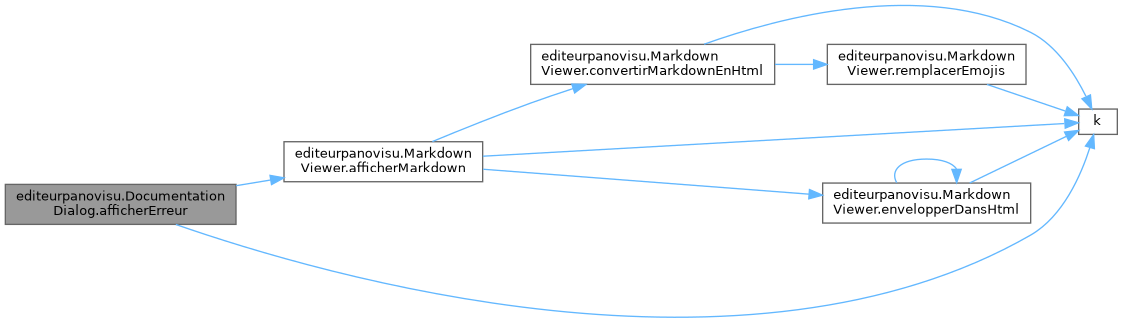 editeurpanovisu.Markdown
Viewer.convertirMarkdownEnHtml
editeurpanovisu.Markdown
Viewer.remplacerEmojis
k
editeurpanovisu.Markdown
Viewer.afficherMarkdown
editeurpanovisu.Documentation
Dialog.afficherErreur
editeurpanovisu.Markdown
Viewer.envelopperDansHtml